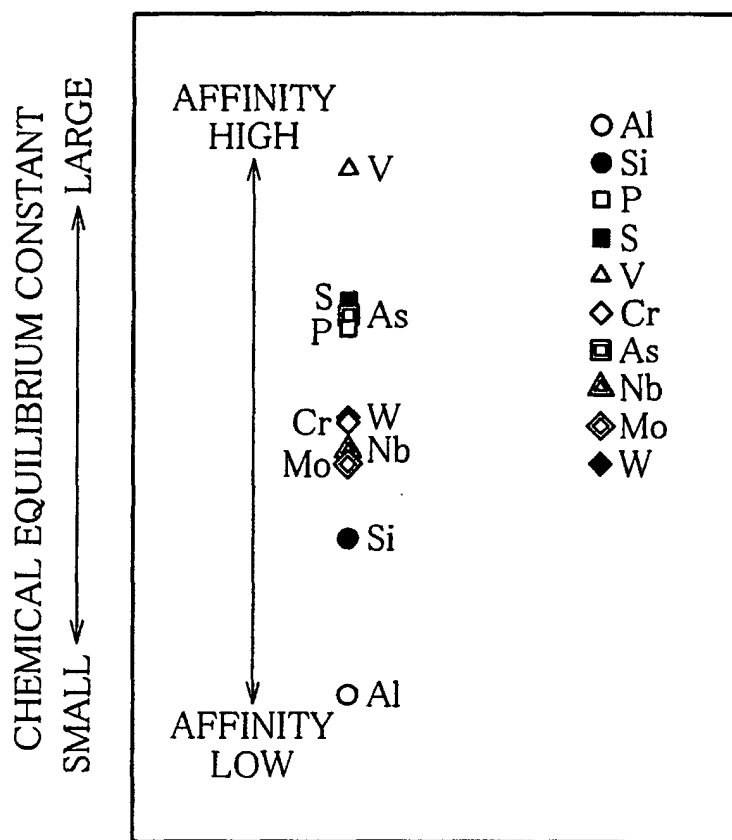 CHEMICAL EQUILIBRIUM CONSTANT
SMALL LARGE
AFFINITY
HIGH
V
S
As
P
W
Cr
Nb
Mo
Si
Al
AFFINITY
LOW
Al
Si
P
S
V
Cr
As
Nb
Mo
W